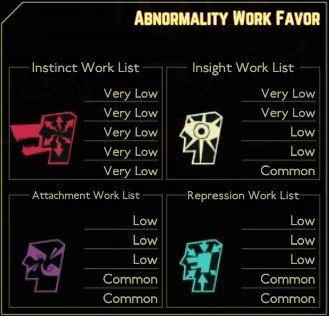 ABNORMALITY WORK FAVOR
Instinct Work List
Very Low
Very Low
Very Low
Very Low
Very Low
Insight Work List
Very Low
Very Low
Low
Low
Common
Attachment Work List
Low
Low
Low
Common
Common
Repression Work List
Low
Low
Low
Common
Common